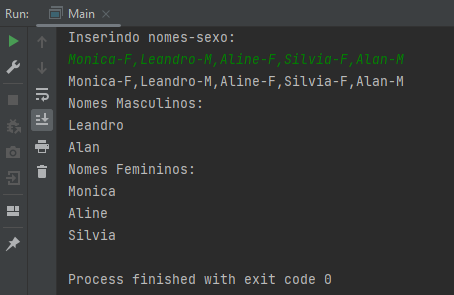 Run: Main
Inserindo nomes-sexo:
Monica-F,Leandro-M,Aline-F,Silvia-F,Alan-M
Monica-F,Leandro-M,Aline-F,Silvia-F,Alan-M
Nomes Masculinos:
Leandro
Alan
Nomes Femininos:
Monica
Aline
Silvia
Process finished with exit code 0